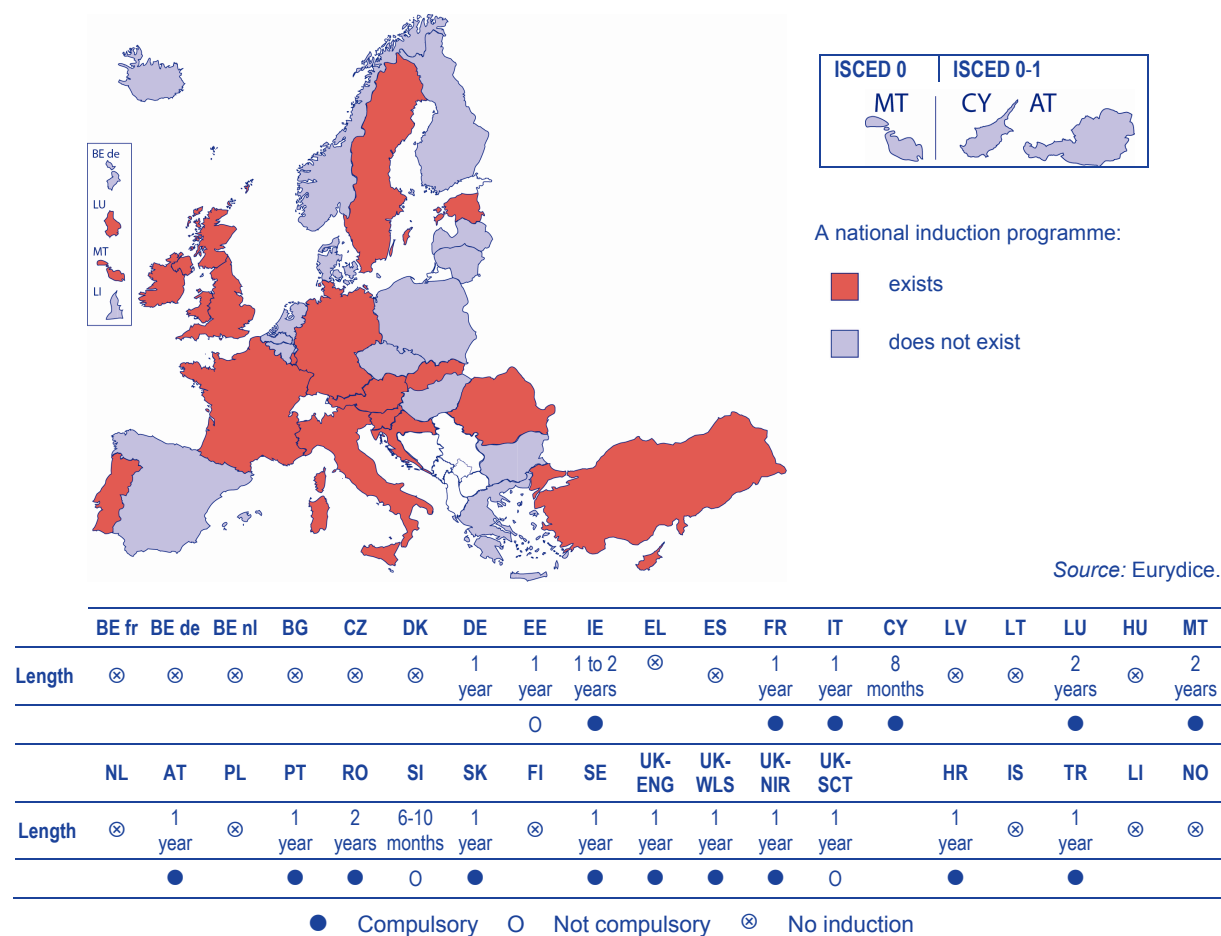 ISCED 0 ISCED 0-1
MT CY AT
BE de
LU
MT
LI
A national induction programme:
exists
does not exist
Source: Eurydice.
BE fr BE de BE nl BG CZ DK DE EE IE EL ES FR IT CY LV LT LU HU MT
Length ⊗ ⊗ ⊗ ⊗ ⊗ ⊗ 1 year 1 year 1 to 2 years ⊗ ⊗ 1 year 1 year 8 months ⊗ ⊗ 2 years ⊗ 2 years
O ● ● ● ● ● ●
NL AT PL PT RO SI SK FI SE UK-ENG UK-WLS UK-NIR UK-SCT HR IS TR LI NO
Length ⊗ 1 year ⊗ 1 year 2 years 6-10 months 1 year ⊗ 1 year 1 year 1 year 1 year 1 year 1 year ⊗ 1 year ⊗ ⊗
● ● ● O ● ● ● ● ● O ● ●
● Compulsory O Not compulsory ⊗ No induction